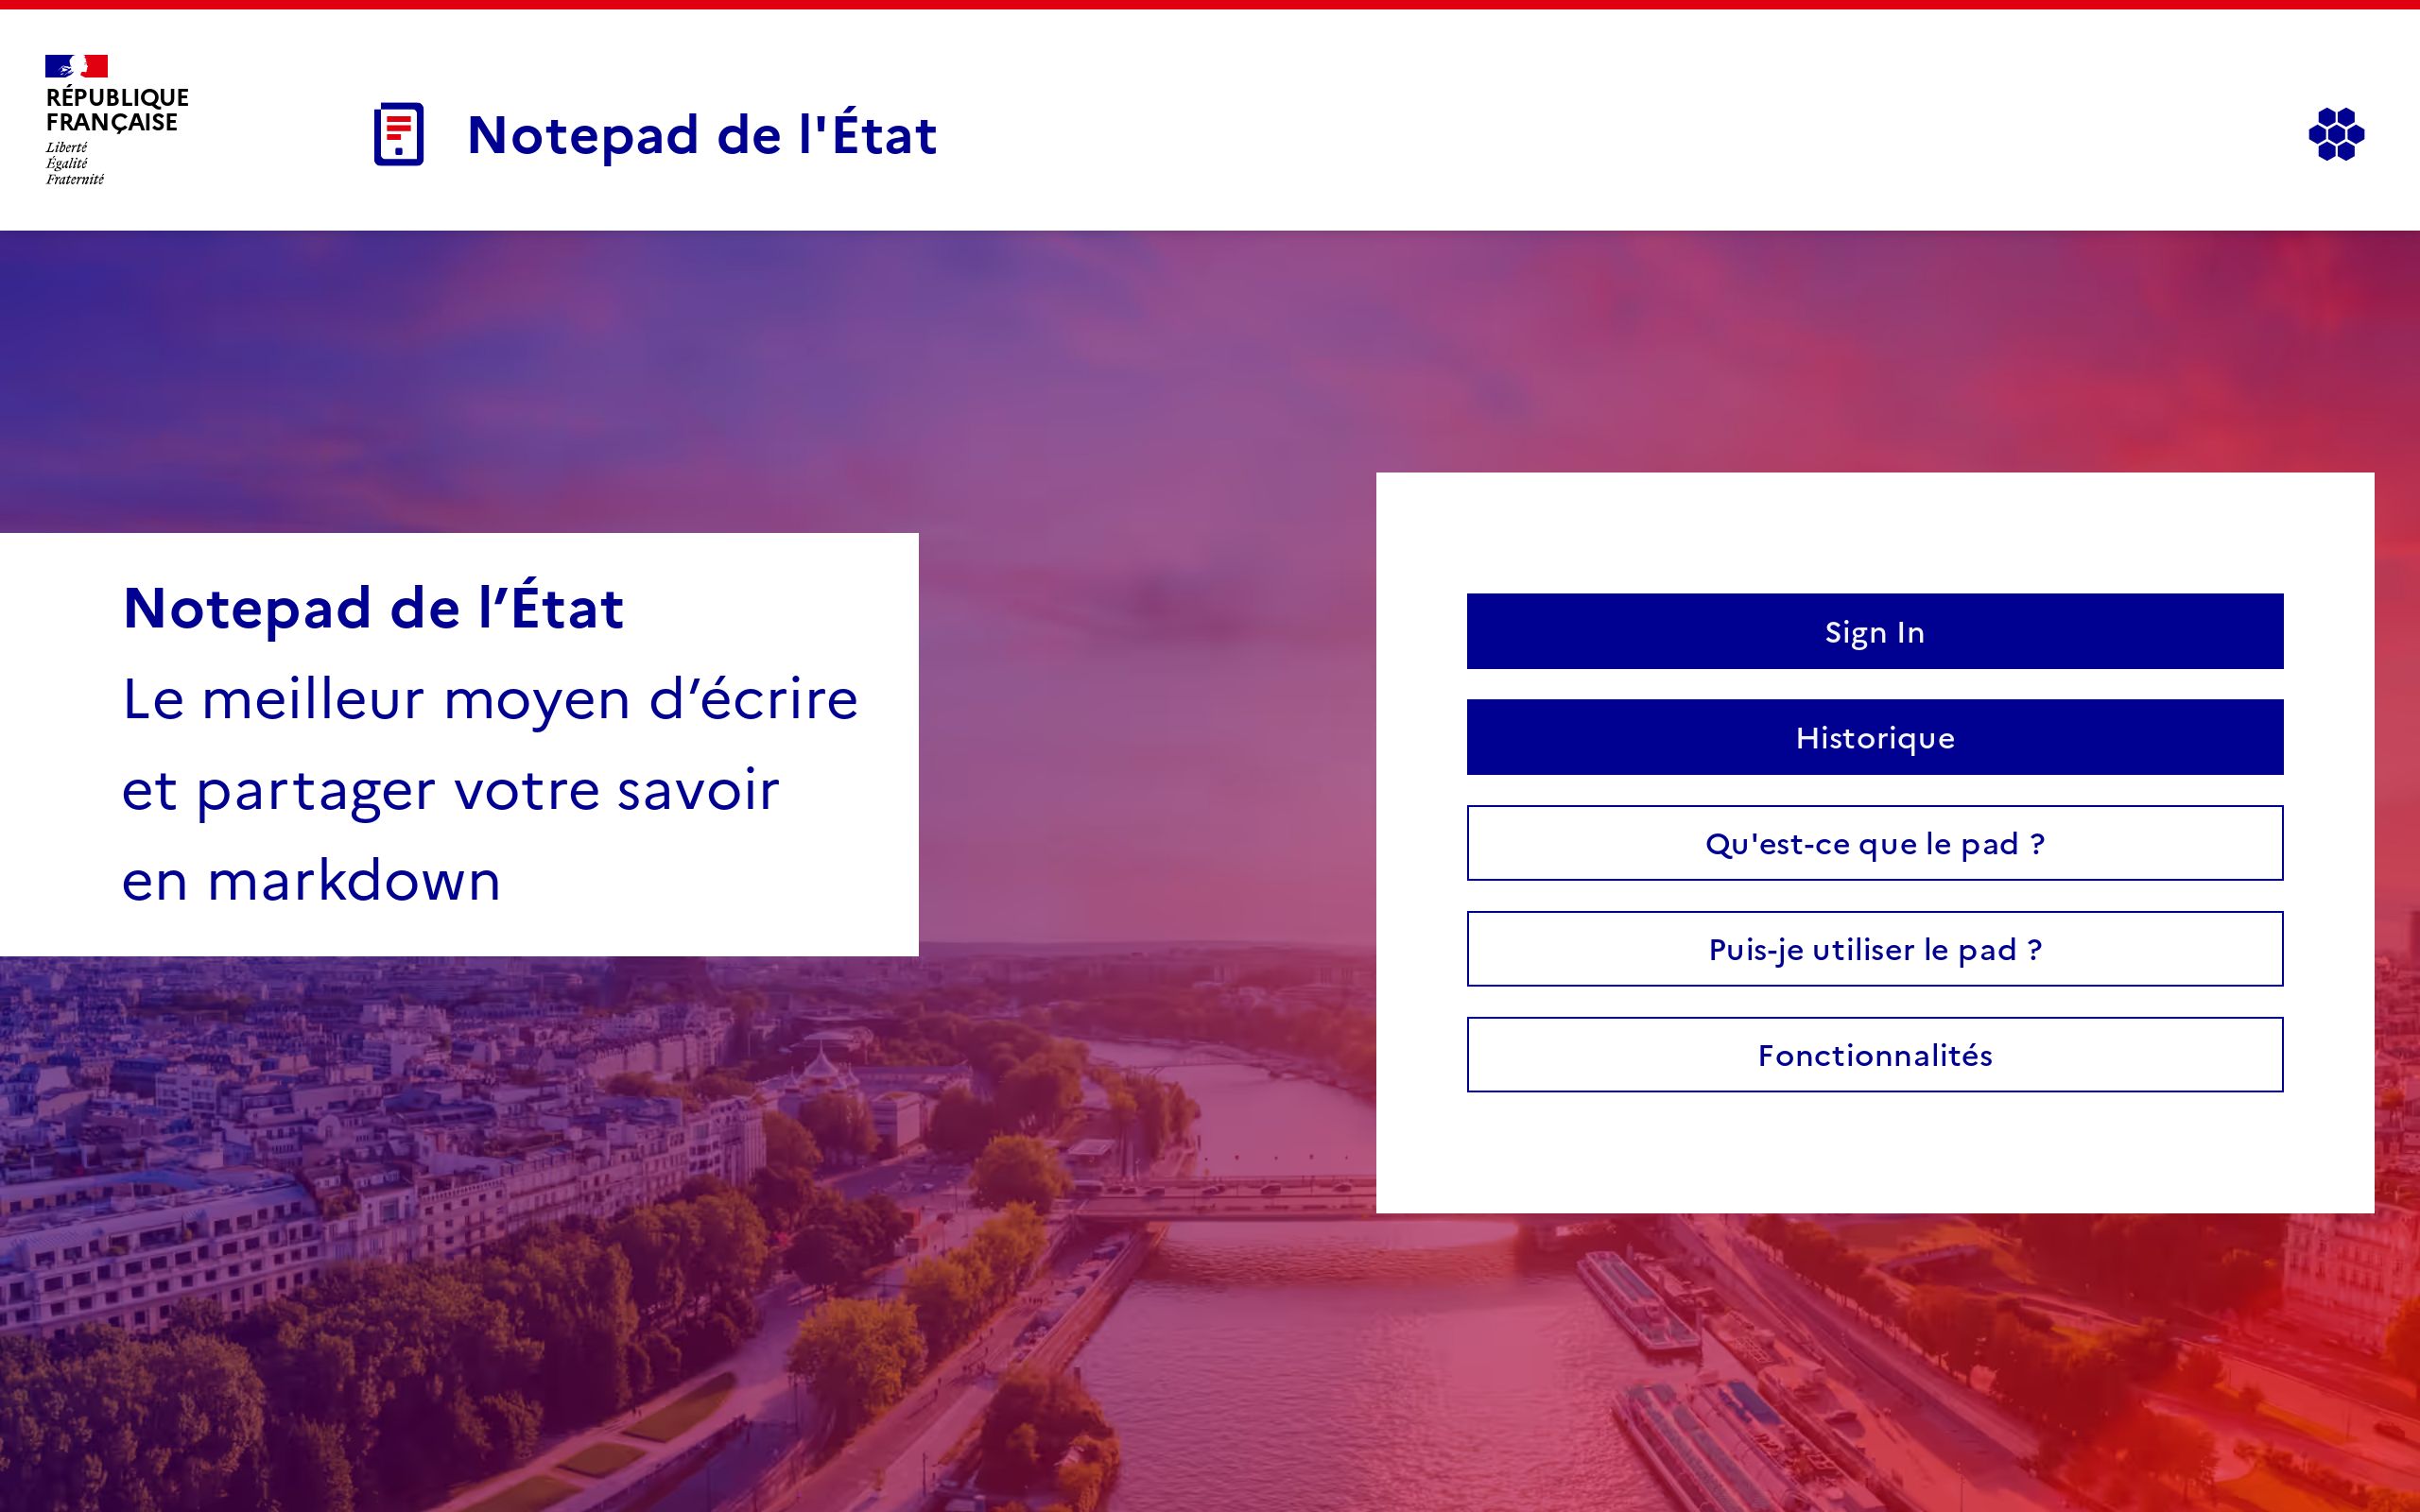 RÉPUBLIQUE
FRANÇAISE
Liberté
Égalité
Fraternité
Notepad de l'État
Notepad de l’État
Le meilleur moyen d’écrire
et partager votre savoir
en markdown
Sign In
Historique
Qu'est-ce que le pad ?
Puis-je utiliser le pad ?
Fonctionnalités